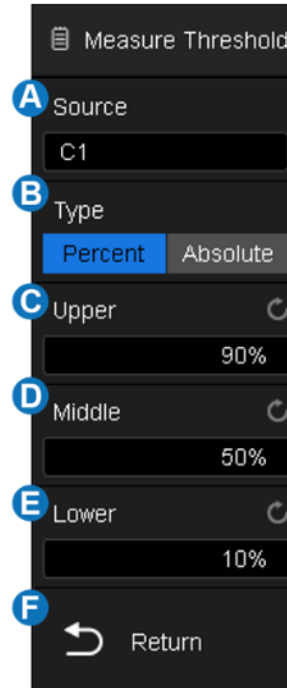 Measure Threshold
A
Source
C1
B
Type
Percent Absolute
C
Upper
90%
D
Middle
50%
E
Lower
10%
F
Return